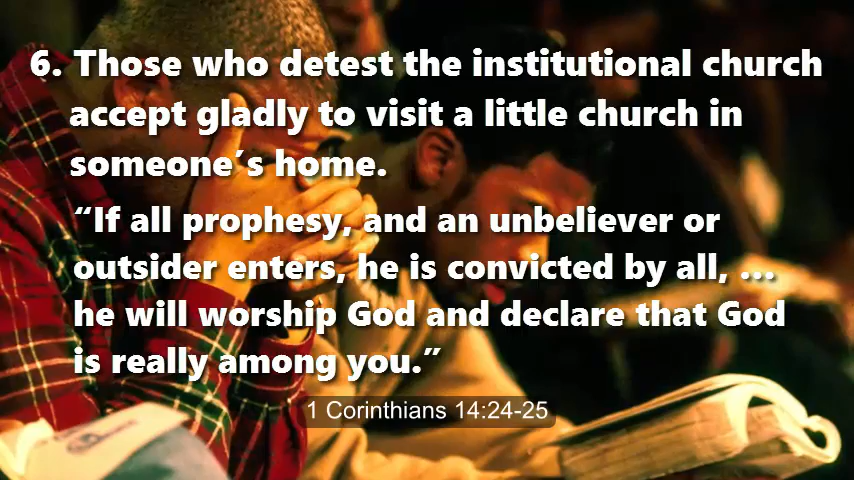 6. Those who detest the institutional church
accept gladly to visit a little church in
someone’s home.
“If all prophesy, and an unbeliever or
outsider enters, he is convicted by all, ...
he will worship God and declare that God
is really among you.”
1 Corinthians 14:24-25